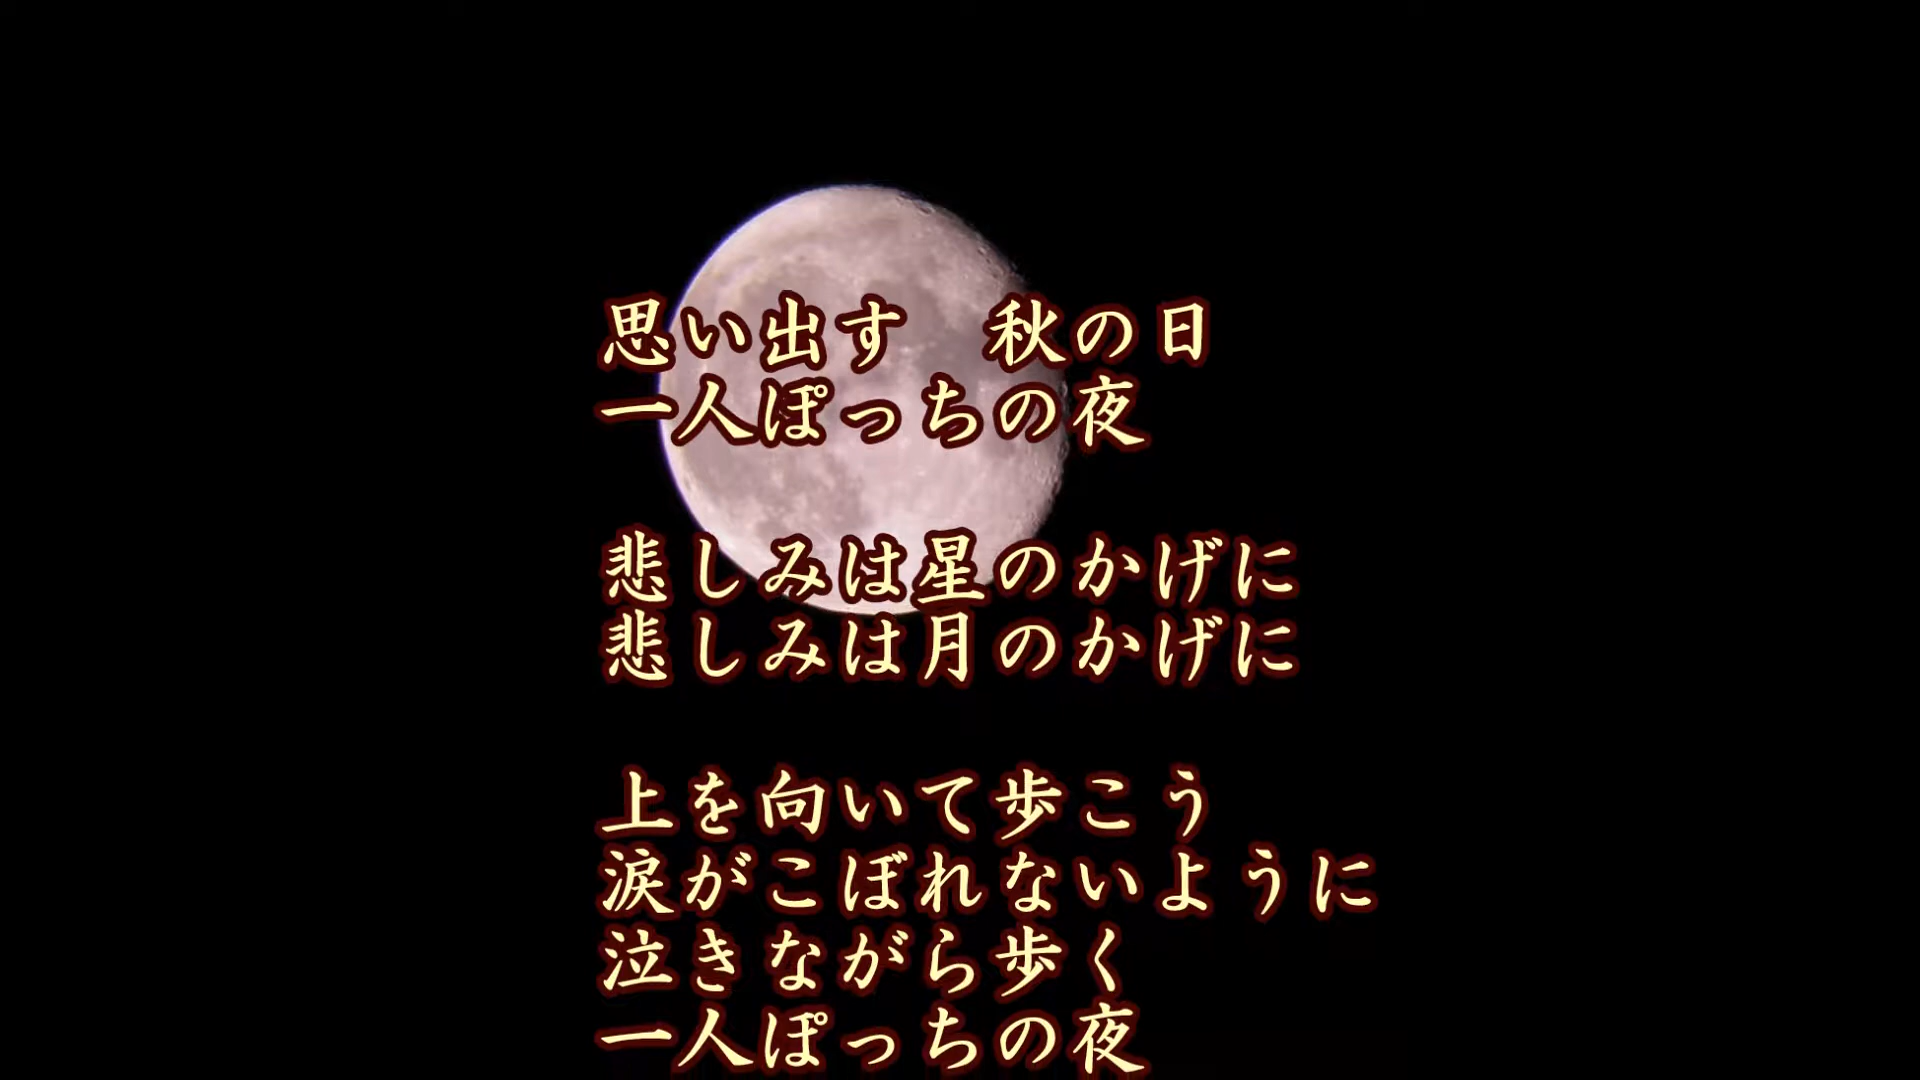 思い出す　秋の日
一人ぽっちの夜
悲しみは星のかげに
悲しみは月のかげに
上を向いて歩こう
涙がこぼれないように
泣きながら歩く
一人ぽっちの夜